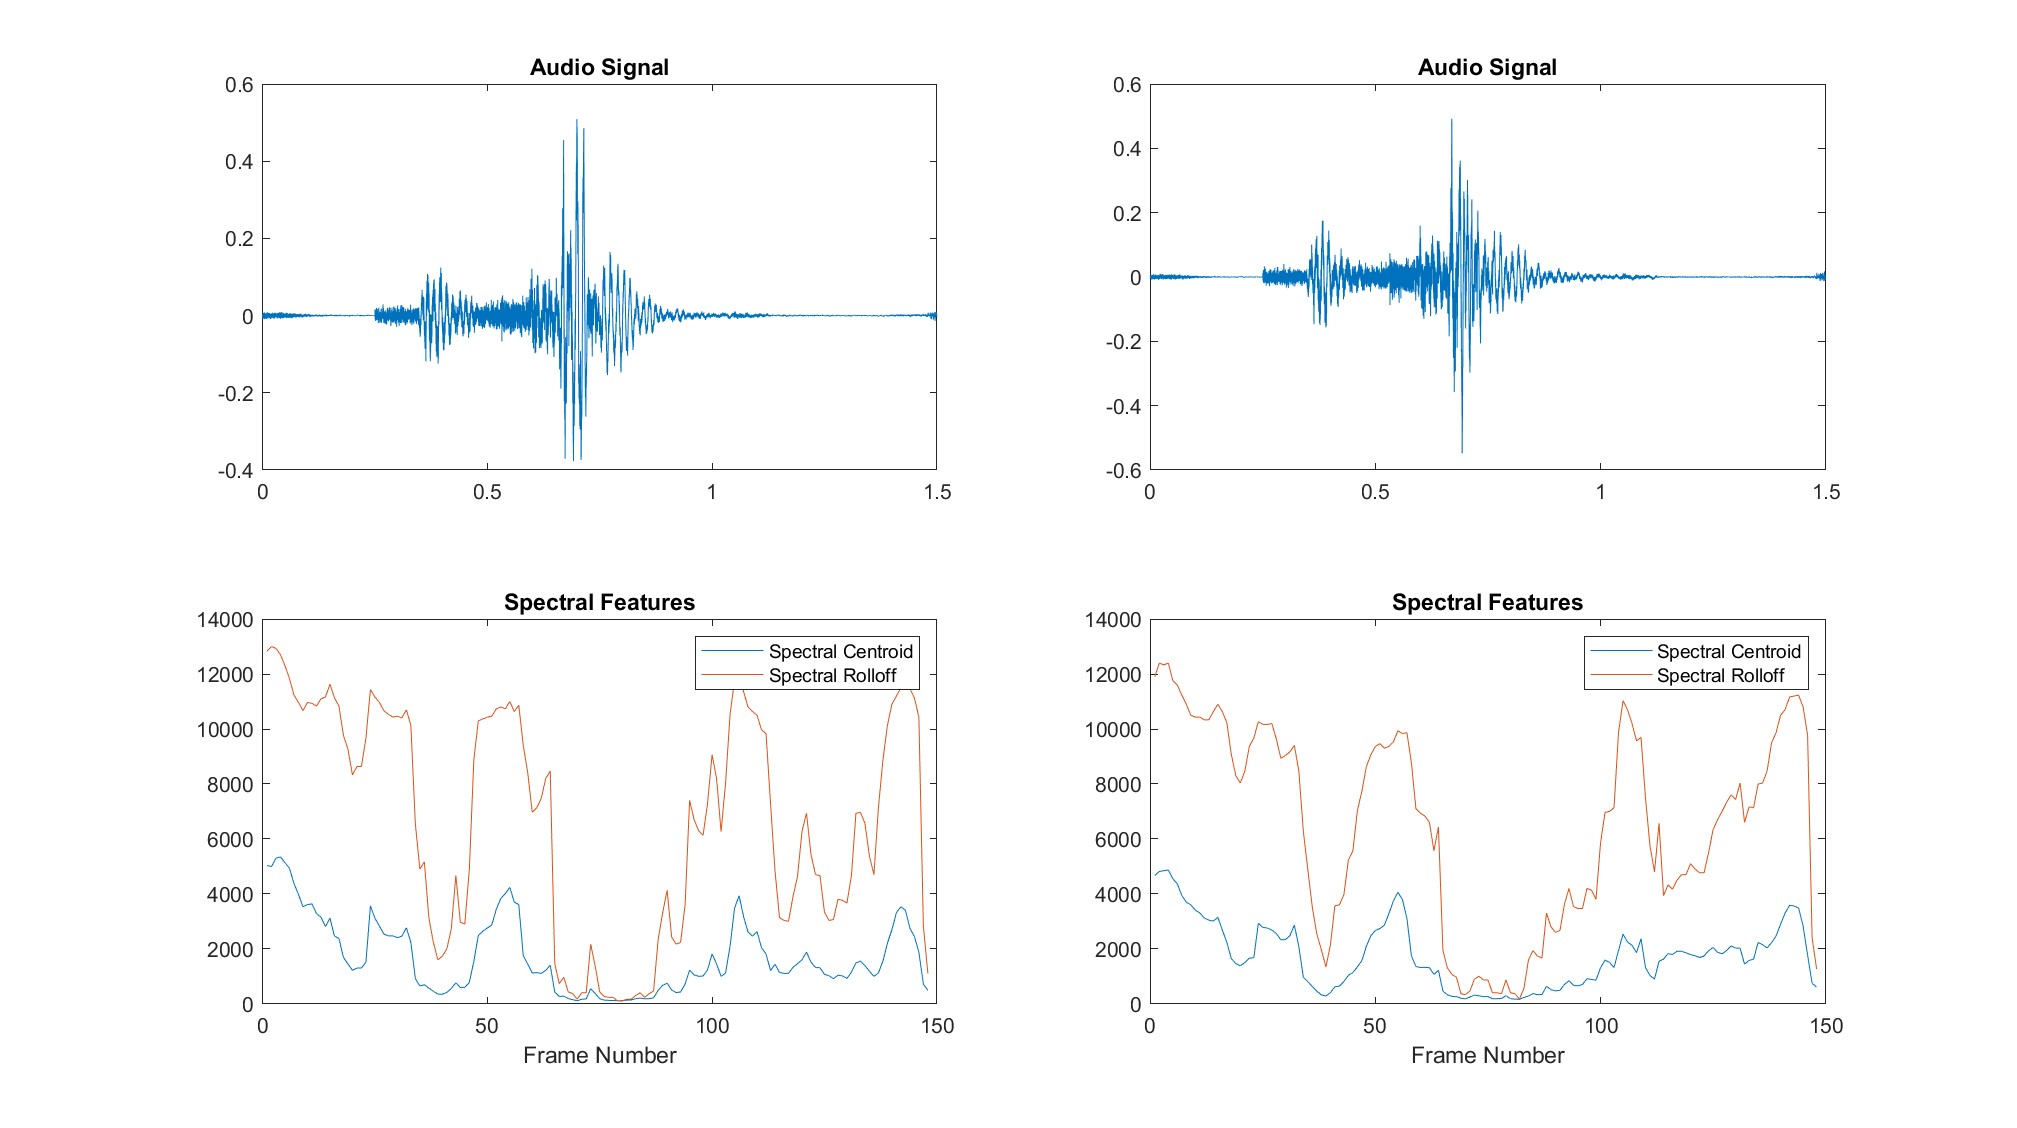 Audio Signal
0.6
0.4
0.2
0
-0.2
-0.4
0 0.5 1 1.5
Audio Signal
0.6
0.4
0.2
0
-0.2
-0.4
-0.6
0 0.5 1 1.5
Spectral Features
14000
12000
10000
8000
6000
4000
2000
0
Spectral Centroid
Spectral Rolloff
0 50 100 150
Frame Number
Spectral Features
14000
12000
10000
8000
6000
4000
2000
0
Spectral Centroid
Spectral Rolloff
0 50 100 150
Frame Number